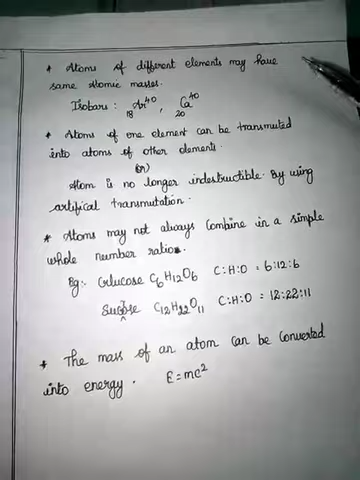 * Atoms of different elements may have
same atomic masses.
Isobars : ₁₈Ar⁴⁰ , ₂₀Ca⁴⁰
* Atoms of one element can be transmuted
into atoms of other elements.
(or)
Atom is no longer indestructible. By using
artifical transmutation.
* Atoms may not always combine in a simple
whole number ratio.
Eg:- Glucose C₆H₁₂O₆ C:H:O = 6:12:6
Sucrose C₁₂H₂₂O₁₁ C:H:O = 12:22:11
* The mass of an atom can be converted
into energy. E=mc²